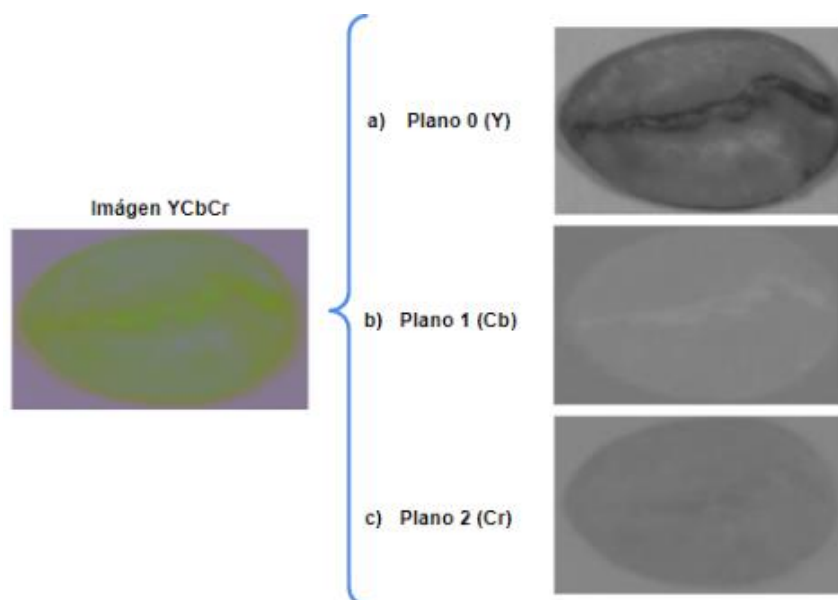 a) Plano 0 (Y)
Imágen YCbCr
b) Plano 1 (Cb)
c) Plano 2 (Cr)